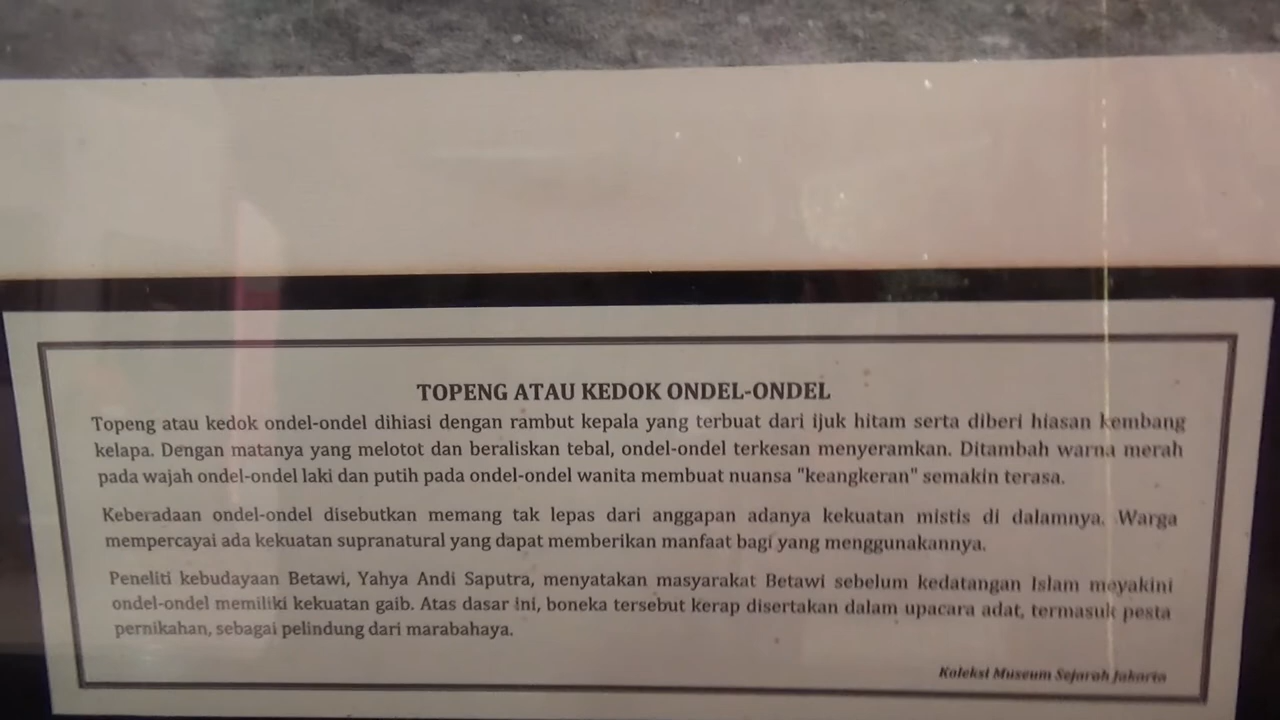 TOPENG ATAU KEDOK ONDEL-ONDEL
Topeng atau kedok ondel-ondel dihiasi dengan rambut kepala yang terbuat dari ijuk hitam serta diberi hiasan kembang
kelapa. Dengan matanya yang melotot dan beraliskan tebal, ondel-ondel terkesan menyeramkan. Ditambah warna merah
pada wajah ondel-ondel laki dan putih pada ondel-ondel wanita membuat nuansa "keangkeran" semakin terasa.
Keberadaan ondel-ondel disebutkan memang tak lepas dari anggapan adanya kekuatan mistis di dalamnya. Warga
mempercayai ada kekuatan supranatural yang dapat memberikan manfaat bagi yang menggunakannya.
Peneliti kebudayaan Betawi, Yahya Andi Saputra, menyatakan masyarakat Betawi sebelum kedatangan Islam meyakini
ondel-ondel memiliki kekuatan gaib. Atas dasar ini, boneka tersebut kerap disertakan dalam upacara adat, termasuk pesta
pernikahan, sebagai pelindung dari marabahaya.
Koleksi Museum Sejarah Jakarta